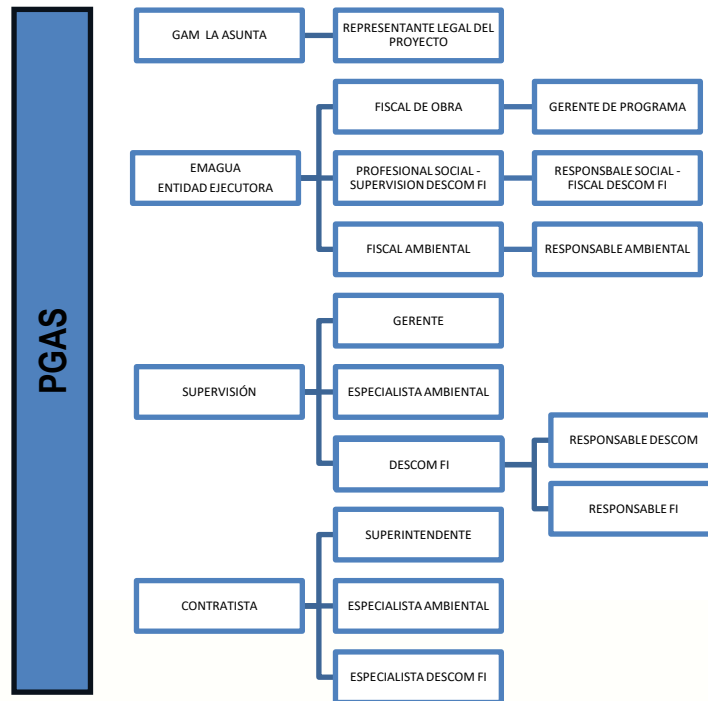 PGAS
GAM LA ASUNTA
REPRESENTANTE LEGAL DEL
PROYECTO
EMAGUA
ENTIDAD EJECUTORA
FISCAL DE OBRA
GERENTE DE PROGRAMA
PROFESIONAL SOCIAL -
SUPERVISION DESCOM FI
RESPONSBALE SOCIAL -
FISCAL DESCOM FI
FISCAL AMBIENTAL
RESPONSABLE AMBIENTAL
SUPERVISIÓN
GERENTE
ESPECIALISTA AMBIENTAL
DESCOM FI
RESPONSABLE DESCOM
RESPONSABLE FI
CONTRATISTA
SUPERINTENDENTE
ESPECIALISTA AMBIENTAL
ESPECIALISTA DESCOM FI